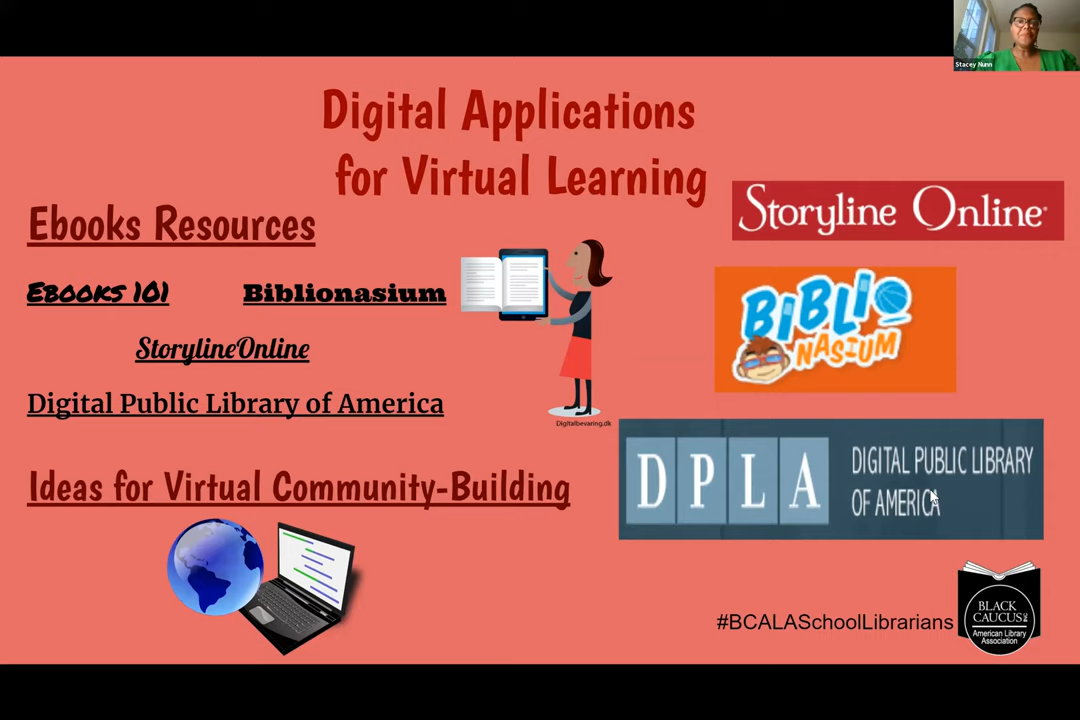 Stacey Nunn
Digital Applications
for Virtual Learning
Ebooks Resources
Ebooks 101
Biblionasium
StorylineOnline
Digital Public Library of America
Ideas for Virtual Community-Building
Digitalbevaring.dk
Storyline Online®
BIBLIO
NASIUM
DPLA
DIGITAL PUBLIC LIBRARY
OF AMERICA
#BCALASchoolLibrarians
BLACK
CAUCUS OF THE
American Library
Association